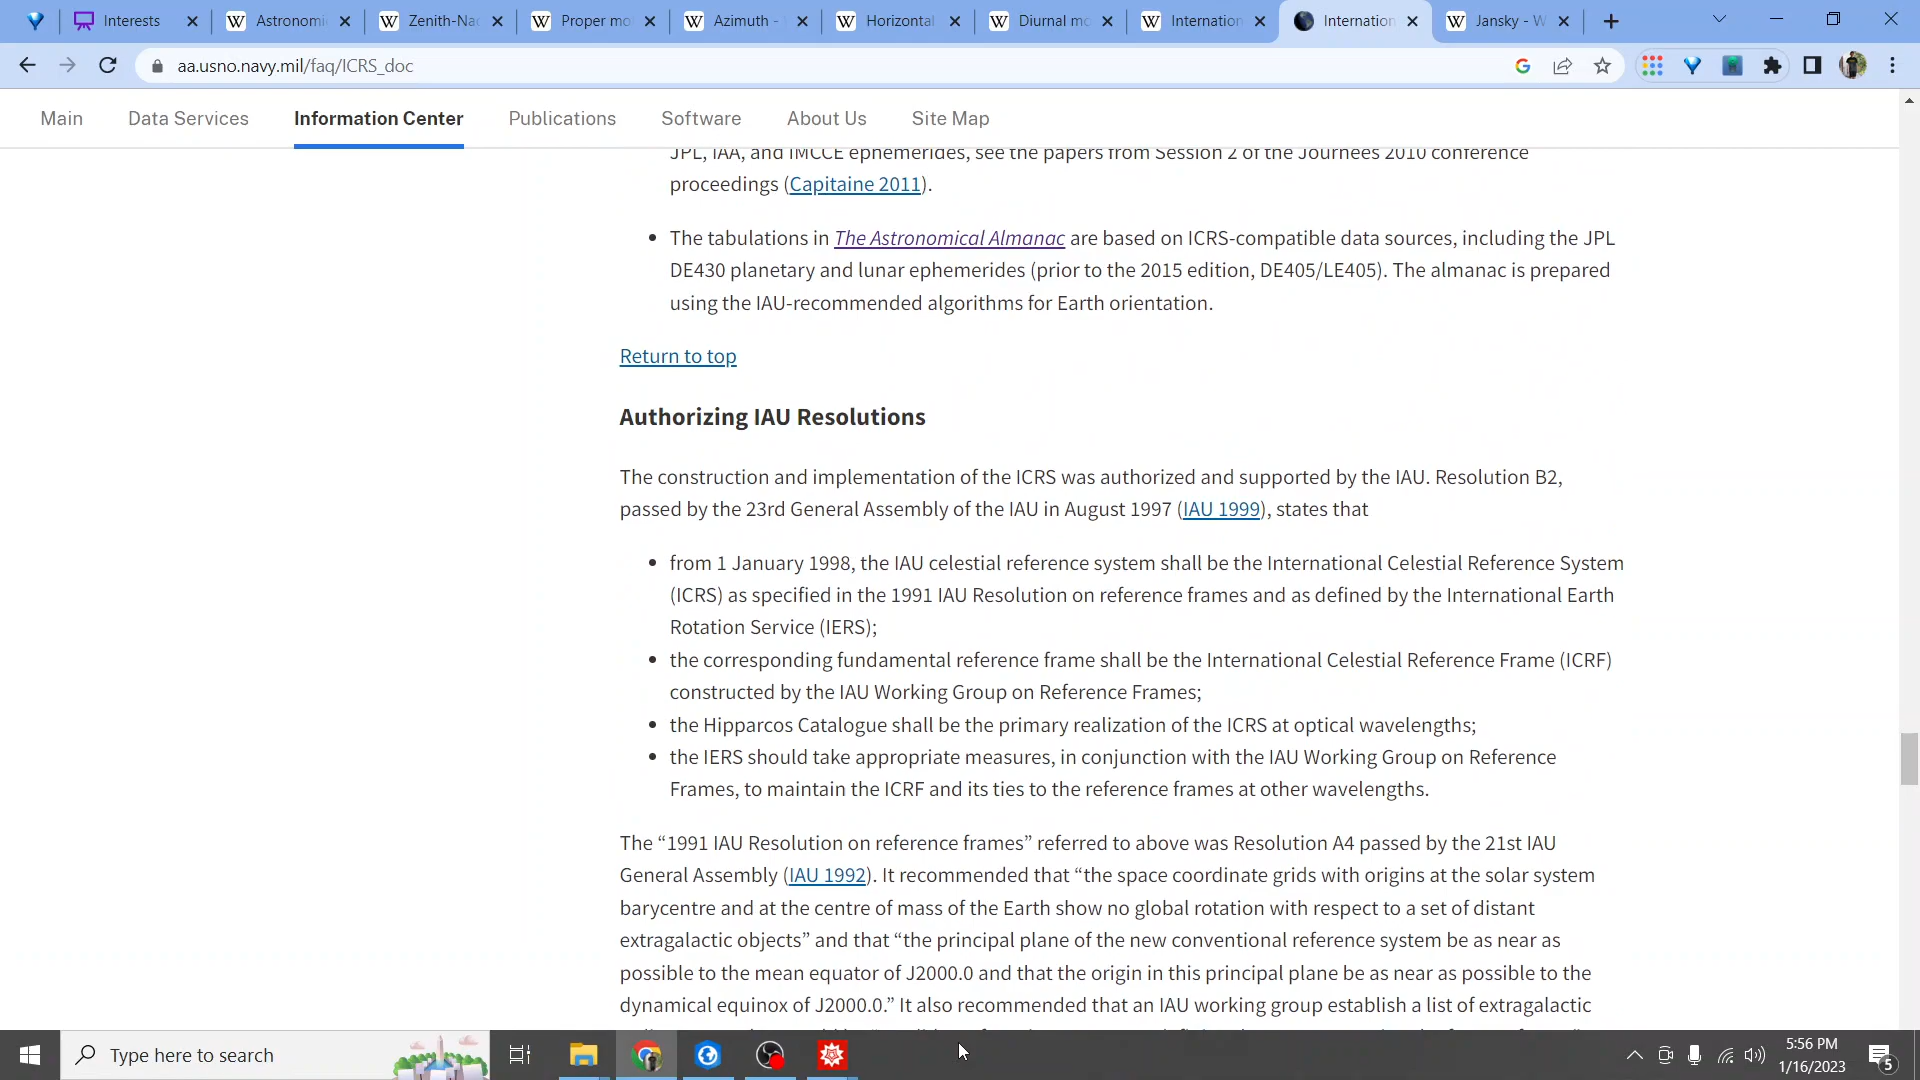 Interests
Astronomi
Zenith-Na
Proper mo
Azimuth -
Horizontal
Diurnal mo
Internation
Internation
Jansky - W
aa.usno.navy.mil/faq/ICRS_doc
Main
Data Services
Information Center
Publications
Software
About Us
Site Map
JPL, IAA, and IMCCE ephemerides, see the papers from Session 2 of the Journees 2010 conference
proceedings (Capitaine 2011).
• The tabulations in The Astronomical Almanac are based on ICRS-compatible data sources, including the JPL
DE430 planetary and lunar ephemerides (prior to the 2015 edition, DE405/LE405). The almanac is prepared
using the IAU-recommended algorithms for Earth orientation.
Return to top
Authorizing IAU Resolutions
The construction and implementation of the ICRS was authorized and supported by the IAU. Resolution B2,
passed by the 23rd General Assembly of the IAU in August 1997 (IAU 1999), states that
• from 1 January 1998, the IAU celestial reference system shall be the International Celestial Reference System
(ICRS) as specified in the 1991 IAU Resolution on reference frames and as defined by the International Earth
Rotation Service (IERS);
• the corresponding fundamental reference frame shall be the International Celestial Reference Frame (ICRF)
constructed by the IAU Working Group on Reference Frames;
• the Hipparcos Catalogue shall be the primary realization of the ICRS at optical wavelengths;
• the IERS should take appropriate measures, in conjunction with the IAU Working Group on Reference
Frames, to maintain the ICRF and its ties to the reference frames at other wavelengths.
The “1991 IAU Resolution on reference frames” referred to above was Resolution A4 passed by the 21st IAU
General Assembly (IAU 1992). It recommended that “the space coordinate grids with origins at the solar system
barycentre and at the centre of mass of the Earth show no global rotation with respect to a set of distant
extragalactic objects” and that “the principal plane of the new conventional reference system be as near as
possible to the mean equator of J2000.0 and that the origin in this principal plane be as near as possible to the
dynamical equinox of J2000.0.” It also recommended that an IAU working group establish a list of extragalactic
Type here to search
5:56 PM
1/16/2023
5